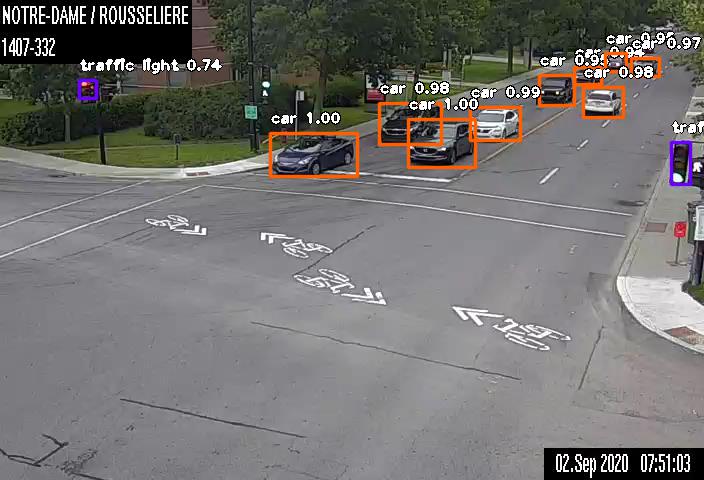 NOTRE-DAME / ROUSSELIERE
1407-332
traffic light 0.74
car 0.97
car 0.98
car 0.98
car 1.00
car 0.99
car 1.00
traf
02.Sep 2020 07:51:03